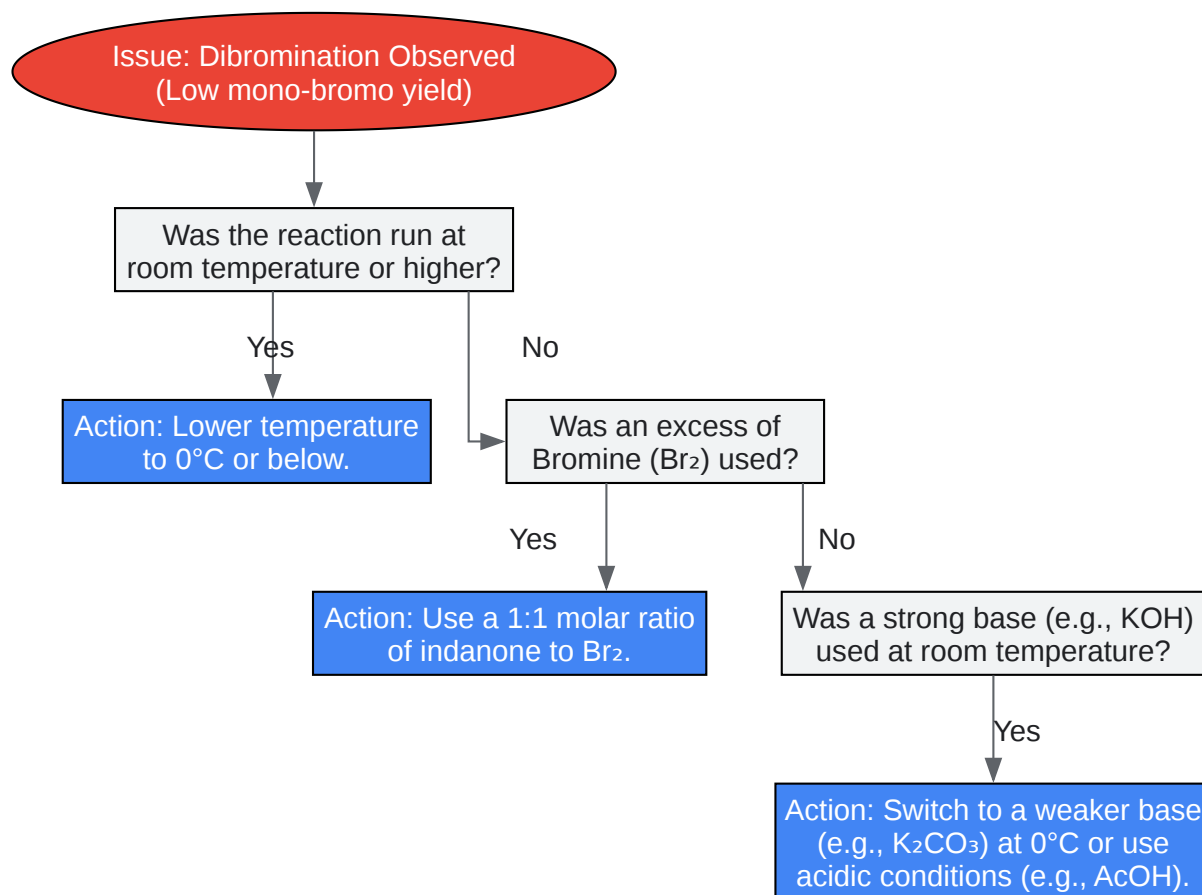 Issue: Dibromination Observed
(Low mono-bromo yield)
Was the reaction run at
room temperature or higher?
Yes
No
Action: Lower temperature
to 0°C or below.
Was an excess of
Bromine (Br₂) used?
Yes
No
Action: Use a 1:1 molar ratio
of indanone to Br₂.
Was a strong base (e.g., KOH)
used at room temperature?
Yes
Action: Switch to a weaker base
(e.g., K₂CO₃) at 0°C or use
acidic conditions (e.g., AcOH).